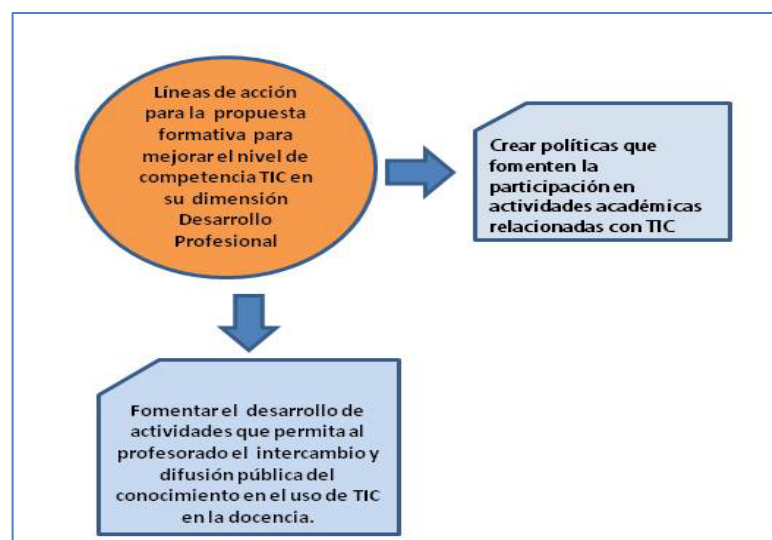 Líneas de acción
para la propuesta
formativa para
mejorar el nivel de
competencia TIC en
su dimensión
Desarrollo
Profesional
Crear políticas que
fomenten la
participación en
actividades académicas
relacionadas con TIC
Fomentar el desarrollo de
actividades que permita al
profesorado el intercambio y
difusión pública del
conocimiento en el uso de TIC
en la docencia.